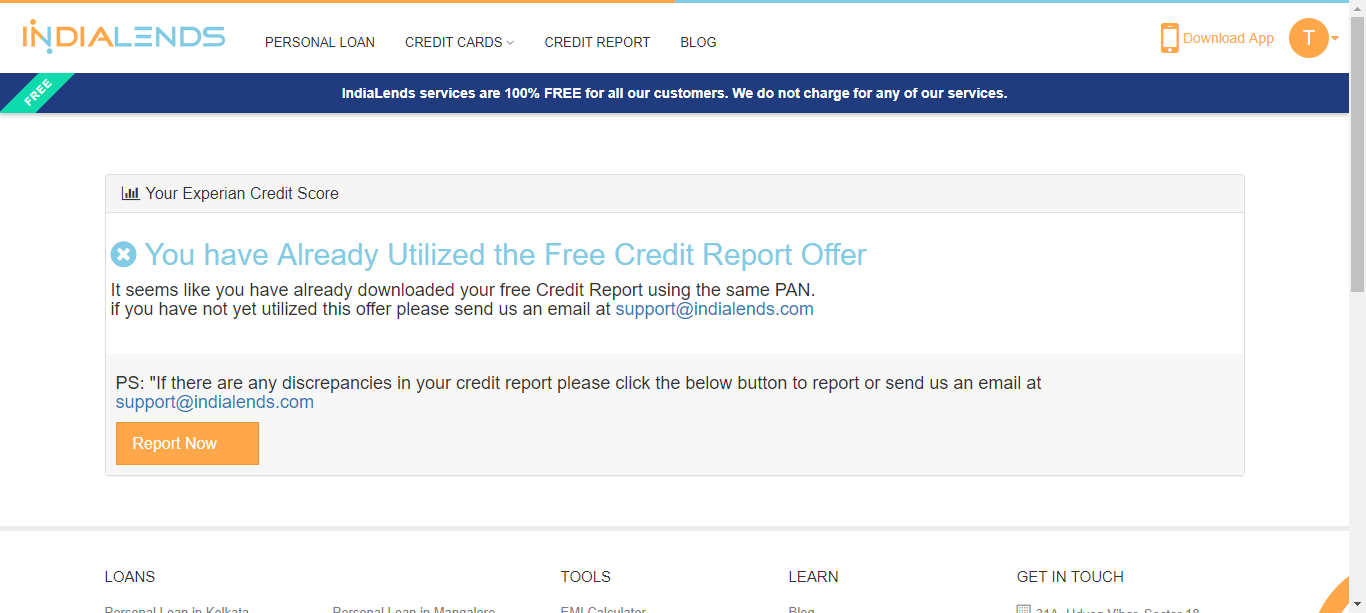 INDIALENDS
PERSONAL LOAN CREDIT CARDS CREDIT REPORT BLOG
Download App T
FREE
IndiaLends services are 100% FREE for all our customers. We do not charge for any of our services.
Your Experian Credit Score
You have Already Utilized the Free Credit Report Offer
It seems like you have already downloaded your free Credit Report using the same PAN.
if you have not yet utilized this offer please send us an email at support@indialends.com
PS: "If there are any discrepancies in your credit report please click the below button to report or send us an email at
support@indialends.com
Report Now
LOANS TOOLS LEARN GET IN TOUCH
Personal Loan in Kolkata Personal Loan in Mangalore EMI Calculator Blog